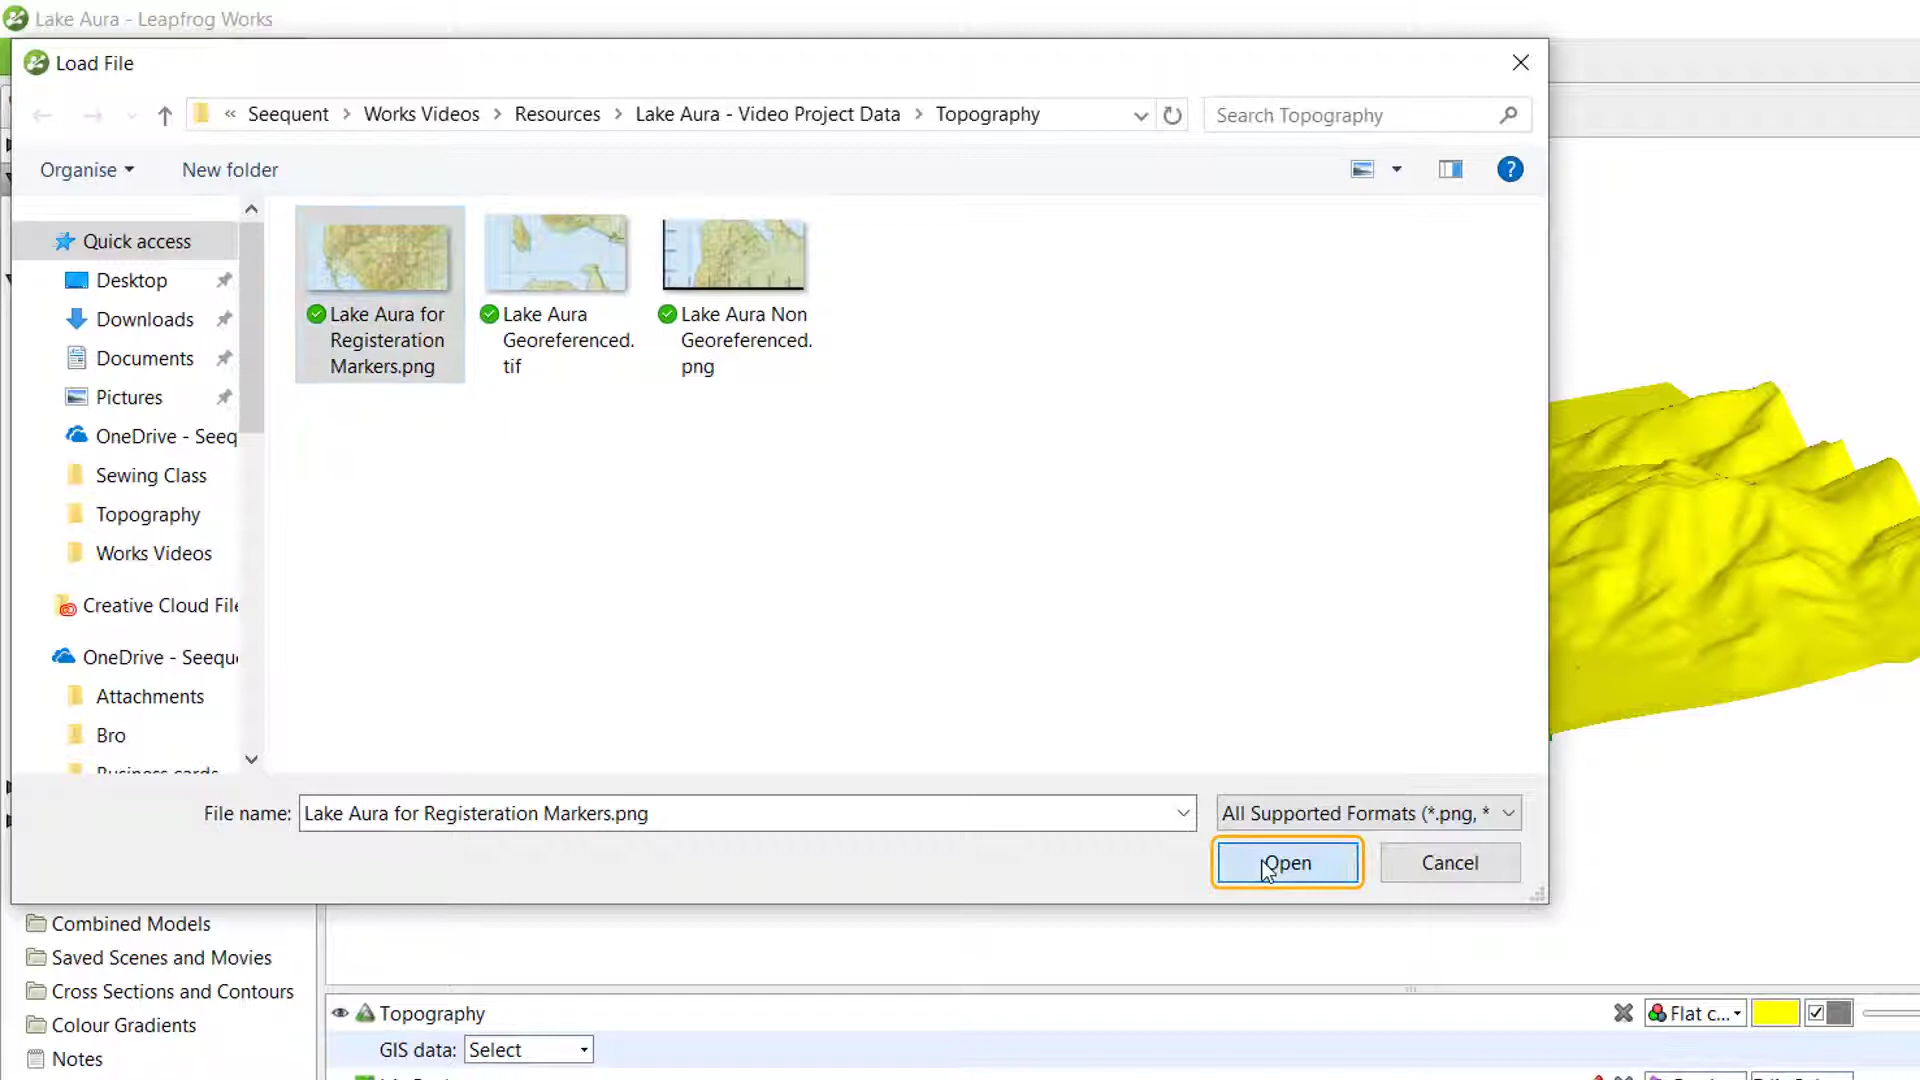 Lake Aura - Leapfrog Works
Load File
« Seequent > Works Videos > Resources > Lake Aura - Video Project Data > Topography
Search Topography
Organise
New folder
?
Quick access
Desktop
Downloads
Documents
Pictures
OneDrive - Seeq
Sewing Class
Topography
Works Videos
Creative Cloud File
OneDrive - Seeque
Attachments
Bro
Business cards
Lake Aura for
Registeration
Markers.png
Lake Aura
Georeferenced.
tif
Lake Aura Non
Georeferenced.
png
File name: Lake Aura for Registeration Markers.png
All Supported Formats (*.png, *
Open
Cancel
Combined Models
Saved Scenes and Movies
Cross Sections and Contours
Colour Gradients
Notes
Topography
Flat c...
GIS data: Select